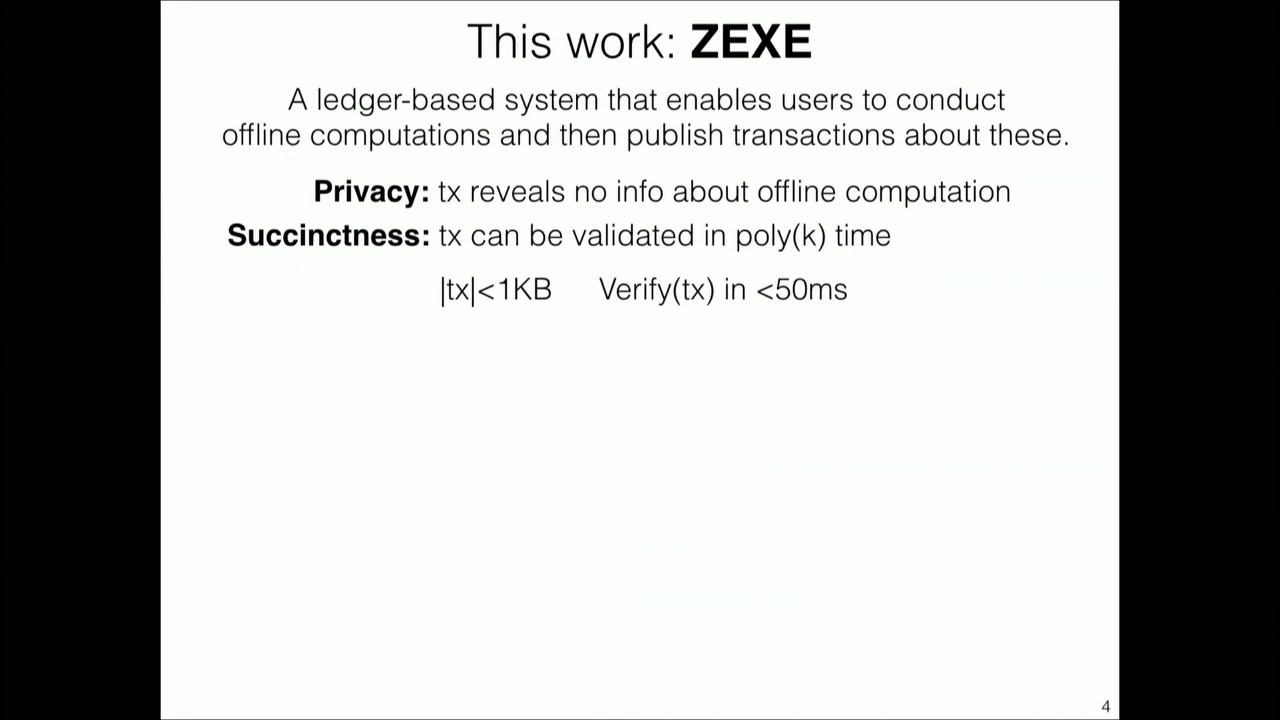 This work: ZEXE
A ledger-based system that enables users to conduct
offline computations and then publish transactions about these.
Privacy: tx reveals no info about offline computation
Succinctness: tx can be validated in poly(k) time
|tx|<1KB Verify(tx) in <50ms
4